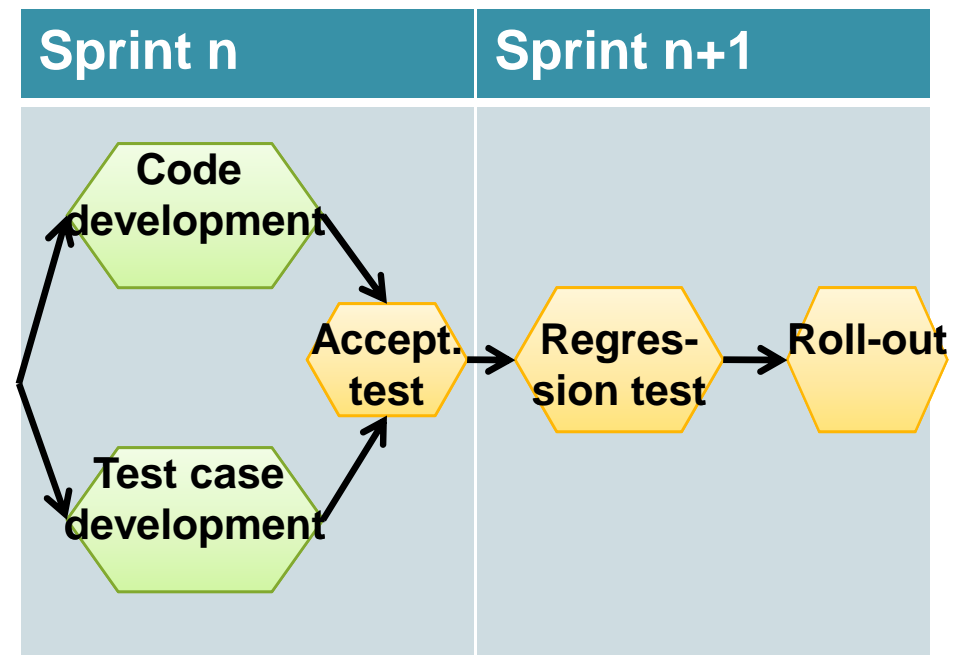 Sprint n
Sprint n+1
Code
development
Accept.
test
Regres-
sion test
Roll-out
Test case
development